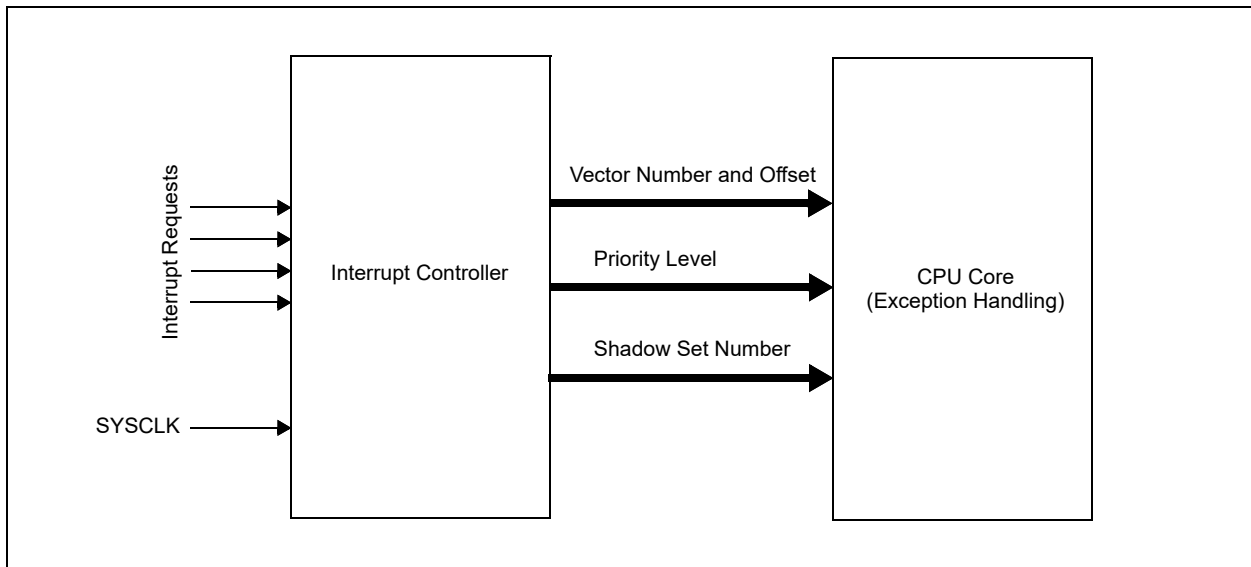 Interrupt Requests
SYSCLK
Interrupt Controller
Vector Number and Offset
Priority Level
Shadow Set Number
CPU Core
(Exception Handling)